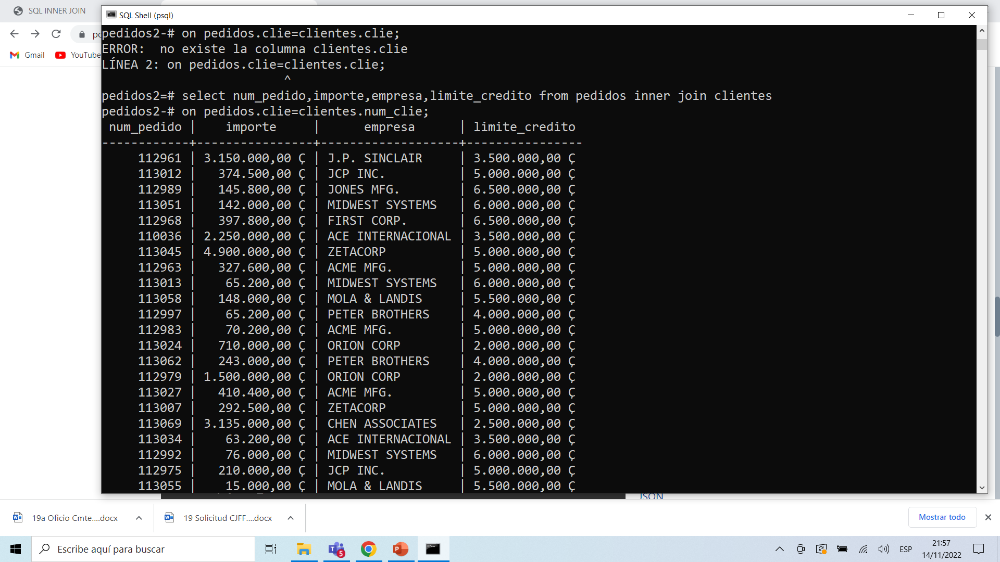 SQL INNER JOIN
SQL Shell (psql)
Gmail
YouTube
pedidos2-# on pedidos.clie=clientes.clie;
ERROR:  no existe la columna clientes.clie
LÍNEA 2: on pedidos.clie=clientes.clie;
^
pedidos2=# select num_pedido,importe,empresa,limite_credito from pedidos inner join clientes
pedidos2-# on pedidos.clie=clientes.num_clie;
num_pedido | importe | empresa | limite_credito
------------+----------------+-------------------+----------------
112961 | 3.150.000,00 Ç | J.P. SINCLAIR | 3.500.000,00 Ç
113012 | 374.500,00 Ç | JCP INC. | 5.000.000,00 Ç
112989 | 145.800,00 Ç | JONES MFG. | 6.500.000,00 Ç
113051 | 142.000,00 Ç | MIDWEST SYSTEMS | 6.000.000,00 Ç
112968 | 397.800,00 Ç | FIRST CORP. | 6.500.000,00 Ç
110036 | 2.250.000,00 Ç | ACE INTERNACIONAL | 3.500.000,00 Ç
113045 | 4.900.000,00 Ç | ZETACORP | 5.000.000,00 Ç
112963 | 327.600,00 Ç | ACME MFG. | 5.000.000,00 Ç
113013 | 65.200,00 Ç | MIDWEST SYSTEMS | 6.000.000,00 Ç
113058 | 148.000,00 Ç | MOLA & LANDIS | 5.500.000,00 Ç
112997 | 65.200,00 Ç | PETER BROTHERS | 4.000.000,00 Ç
112983 | 70.200,00 Ç | ACME MFG. | 5.000.000,00 Ç
113024 | 710.000,00 Ç | ORION CORP | 2.000.000,00 Ç
113062 | 243.000,00 Ç | PETER BROTHERS | 4.000.000,00 Ç
112979 | 1.500.000,00 Ç | ORION CORP | 2.000.000,00 Ç
113027 | 410.400,00 Ç | ACME MFG. | 5.000.000,00 Ç
113007 | 292.500,00 Ç | ZETACORP | 5.000.000,00 Ç
113069 | 3.135.000,00 Ç | CHEN ASSOCIATES | 2.500.000,00 Ç
113034 | 63.200,00 Ç | ACE INTERNACIONAL | 3.500.000,00 Ç
112992 | 76.000,00 Ç | MIDWEST SYSTEMS | 6.000.000,00 Ç
112975 | 210.000,00 Ç | JCP INC. | 5.000.000,00 Ç
113055 | 15.000,00 Ç | MOLA & LANDIS | 5.500.000,00 Ç
JSON
19a Oficio Cmte....docx
19 Solicitud CJFF....docx
Mostrar todo
Escribe aquí para buscar
5
ESP
21:57
14/11/2022